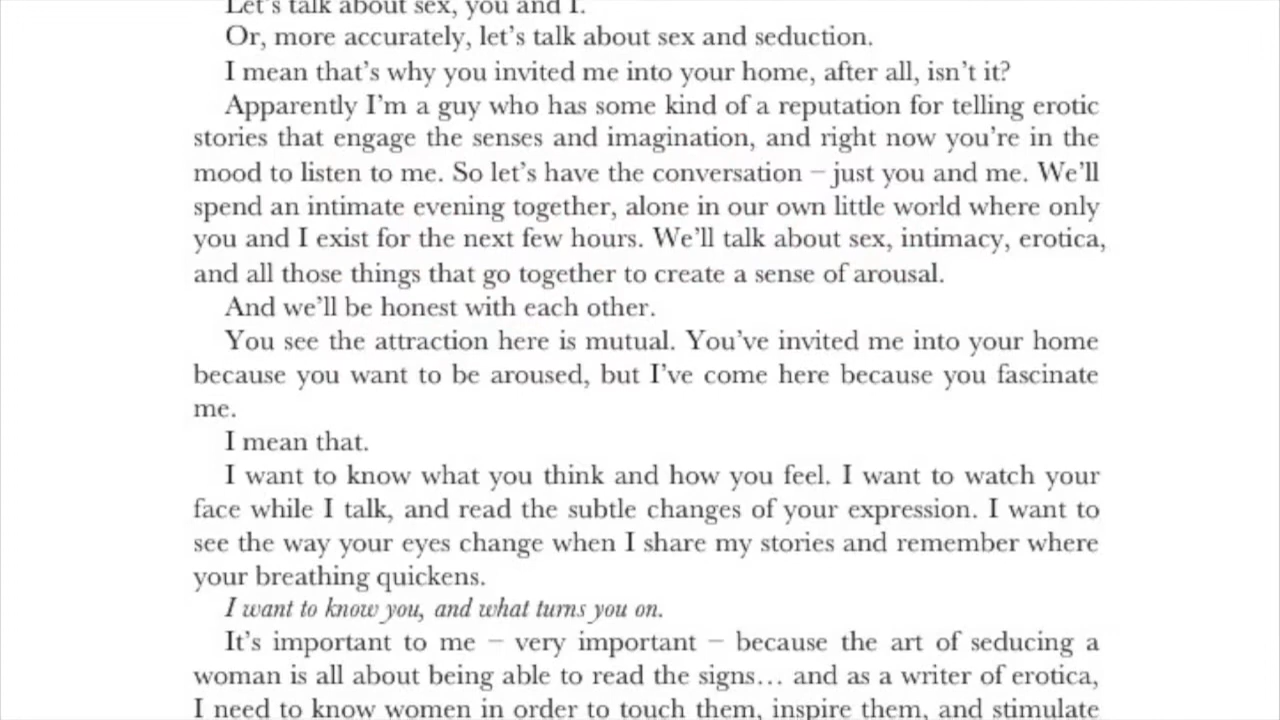 Let's talk about sex, you and I.
Or, more accurately, let's talk about sex and seduction.
I mean that's why you invited me into your home, after all, isn't it?
Apparently I'm a guy who has some kind of a reputation for telling erotic
stories that engage the senses and imagination, and right now you're in the
mood to listen to me. So let's have the conversation – just you and me. We'll
spend an intimate evening together, alone in our own little world where only
you and I exist for the next few hours. We'll talk about sex, intimacy, erotica,
and all those things that go together to create a sense of arousal.
And we'll be honest with each other.
You see the attraction here is mutual. You've invited me into your home
because you want to be aroused, but I've come here because you fascinate
me.
I mean that.
I want to know what you think and how you feel. I want to watch your
face while I talk, and read the subtle changes of your expression. I want to
see the way your eyes change when I share my stories and remember where
your breathing quickens.
I want to know you, and what turns you on.
It's important to me – very important – because the art of seducing a
woman is all about being able to read the signs… and as a writer of erotica,
I need to know women in order to touch them, inspire them, and stimulate